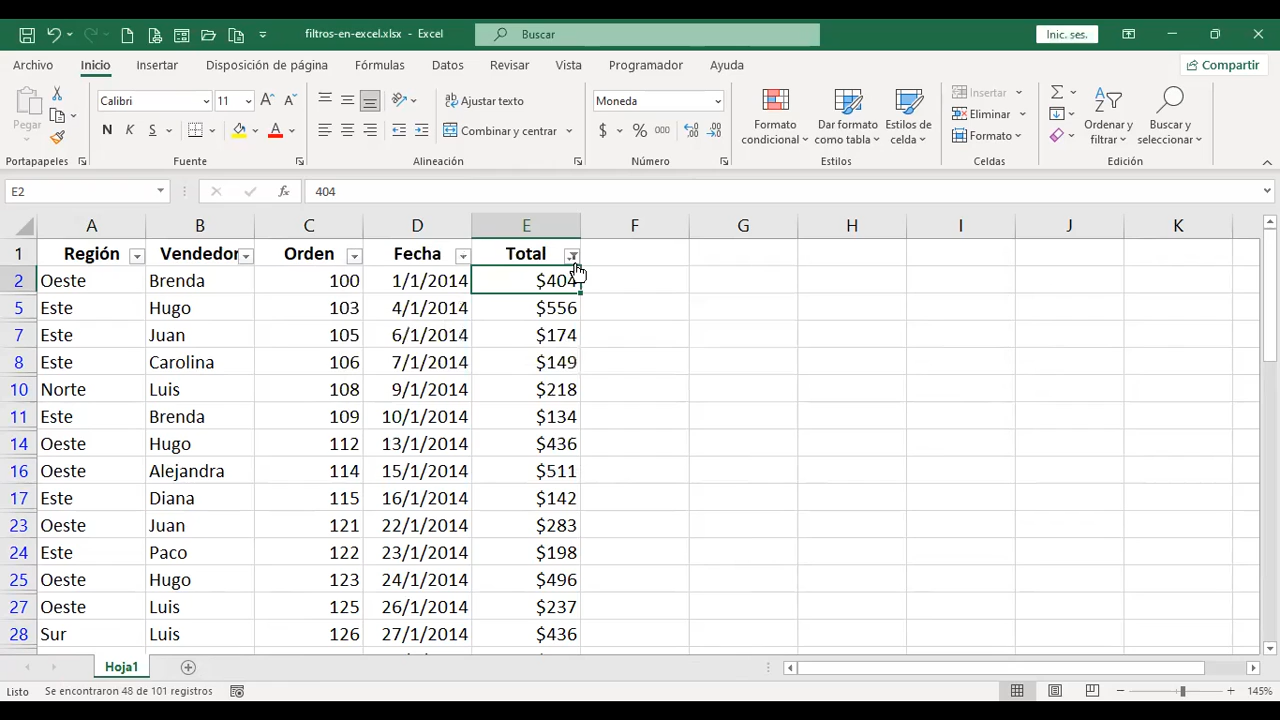 filtros-en-excel.xlsx - Excel
Buscar
Inic. ses.
Archivo Inicio Insertar Disposición de página Fórmulas Datos Revisar Vista Programador Ayuda Compartir
Pegar
Calibri 11
N K S
Ajustar texto
Combinar y centrar
Moneda
$ % 000
Formato condicional
Dar formato como tabla
Estilos de celda
Insertar
Eliminar
Formato
Ordenar y filtrar
Buscar y seleccionar
Portapapeles Fuente Alineación Número Estilos Celdas Edición
E2 fx 404
A B C D E F G H I J K
1 Región Vendedor Orden Fecha Total
2 Oeste Brenda 100 1/1/2014 $404
5 Este Hugo 103 4/1/2014 $556
7 Este Juan 105 6/1/2014 $174
8 Este Carolina 106 7/1/2014 $149
10 Norte Luis 108 9/1/2014 $218
11 Este Brenda 109 10/1/2014 $134
14 Oeste Hugo 112 13/1/2014 $436
16 Oeste Alejandra 114 15/1/2014 $511
17 Este Diana 115 16/1/2014 $142
23 Oeste Juan 121 22/1/2014 $283
24 Este Paco 122 23/1/2014 $198
25 Oeste Hugo 123 24/1/2014 $496
27 Oeste Luis 125 26/1/2014 $237
28 Sur Luis 126 27/1/2014 $436
Hoja1
Listo Se encontraron 48 de 101 registros 145%